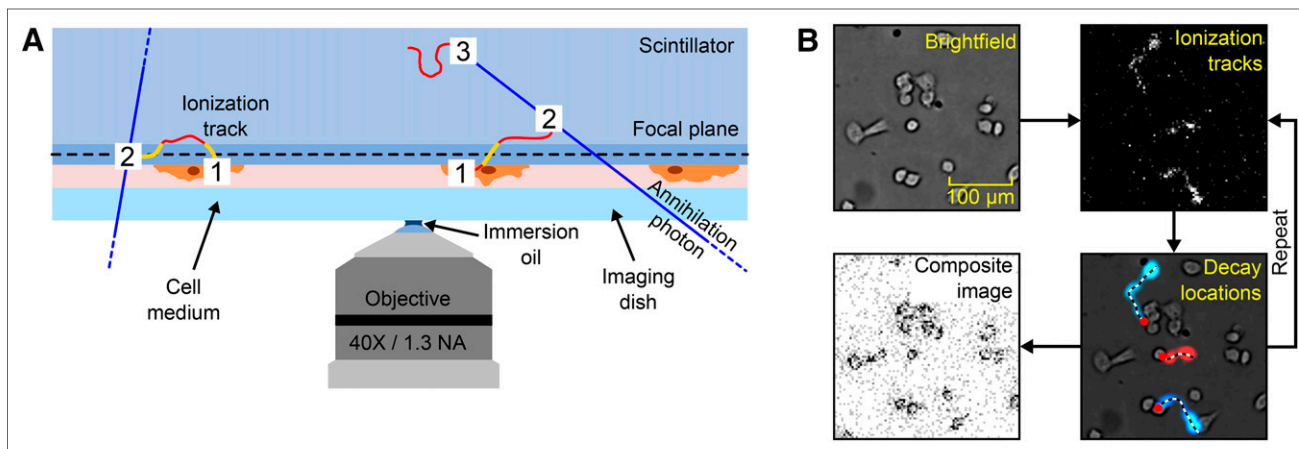 A
Scintillator
Ionization
track
Focal plane
3
2
2
1
1
Annihilation
photon
Cell
medium
Immersion
oil
Imaging
dish
Objective
40X / 1.3 NA
B
Brightfield
100 µm
Ionization
tracks
Repeat
Composite
image
Decay
locations